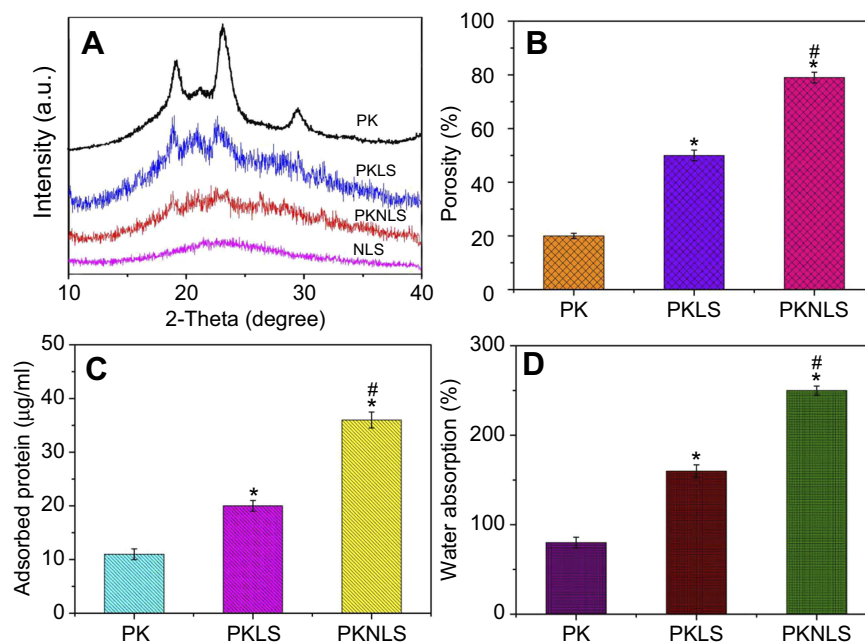 A
Intensity (a.u.)
PK
PKLS
PKNLS
NLS
10 20 30 40
2-Theta (degree)
B
Porosity (%)
100
80
60
40
20
0
#
*
*
PK PKLS PKNLS
C
Adsorbed protein (μg/ml)
50
40
30
20
10
0
#
*
*
PK PKLS PKNLS
D
Water absorption (%)
350
200
100
80
0
#
*
*
PK PKLS PKNLS